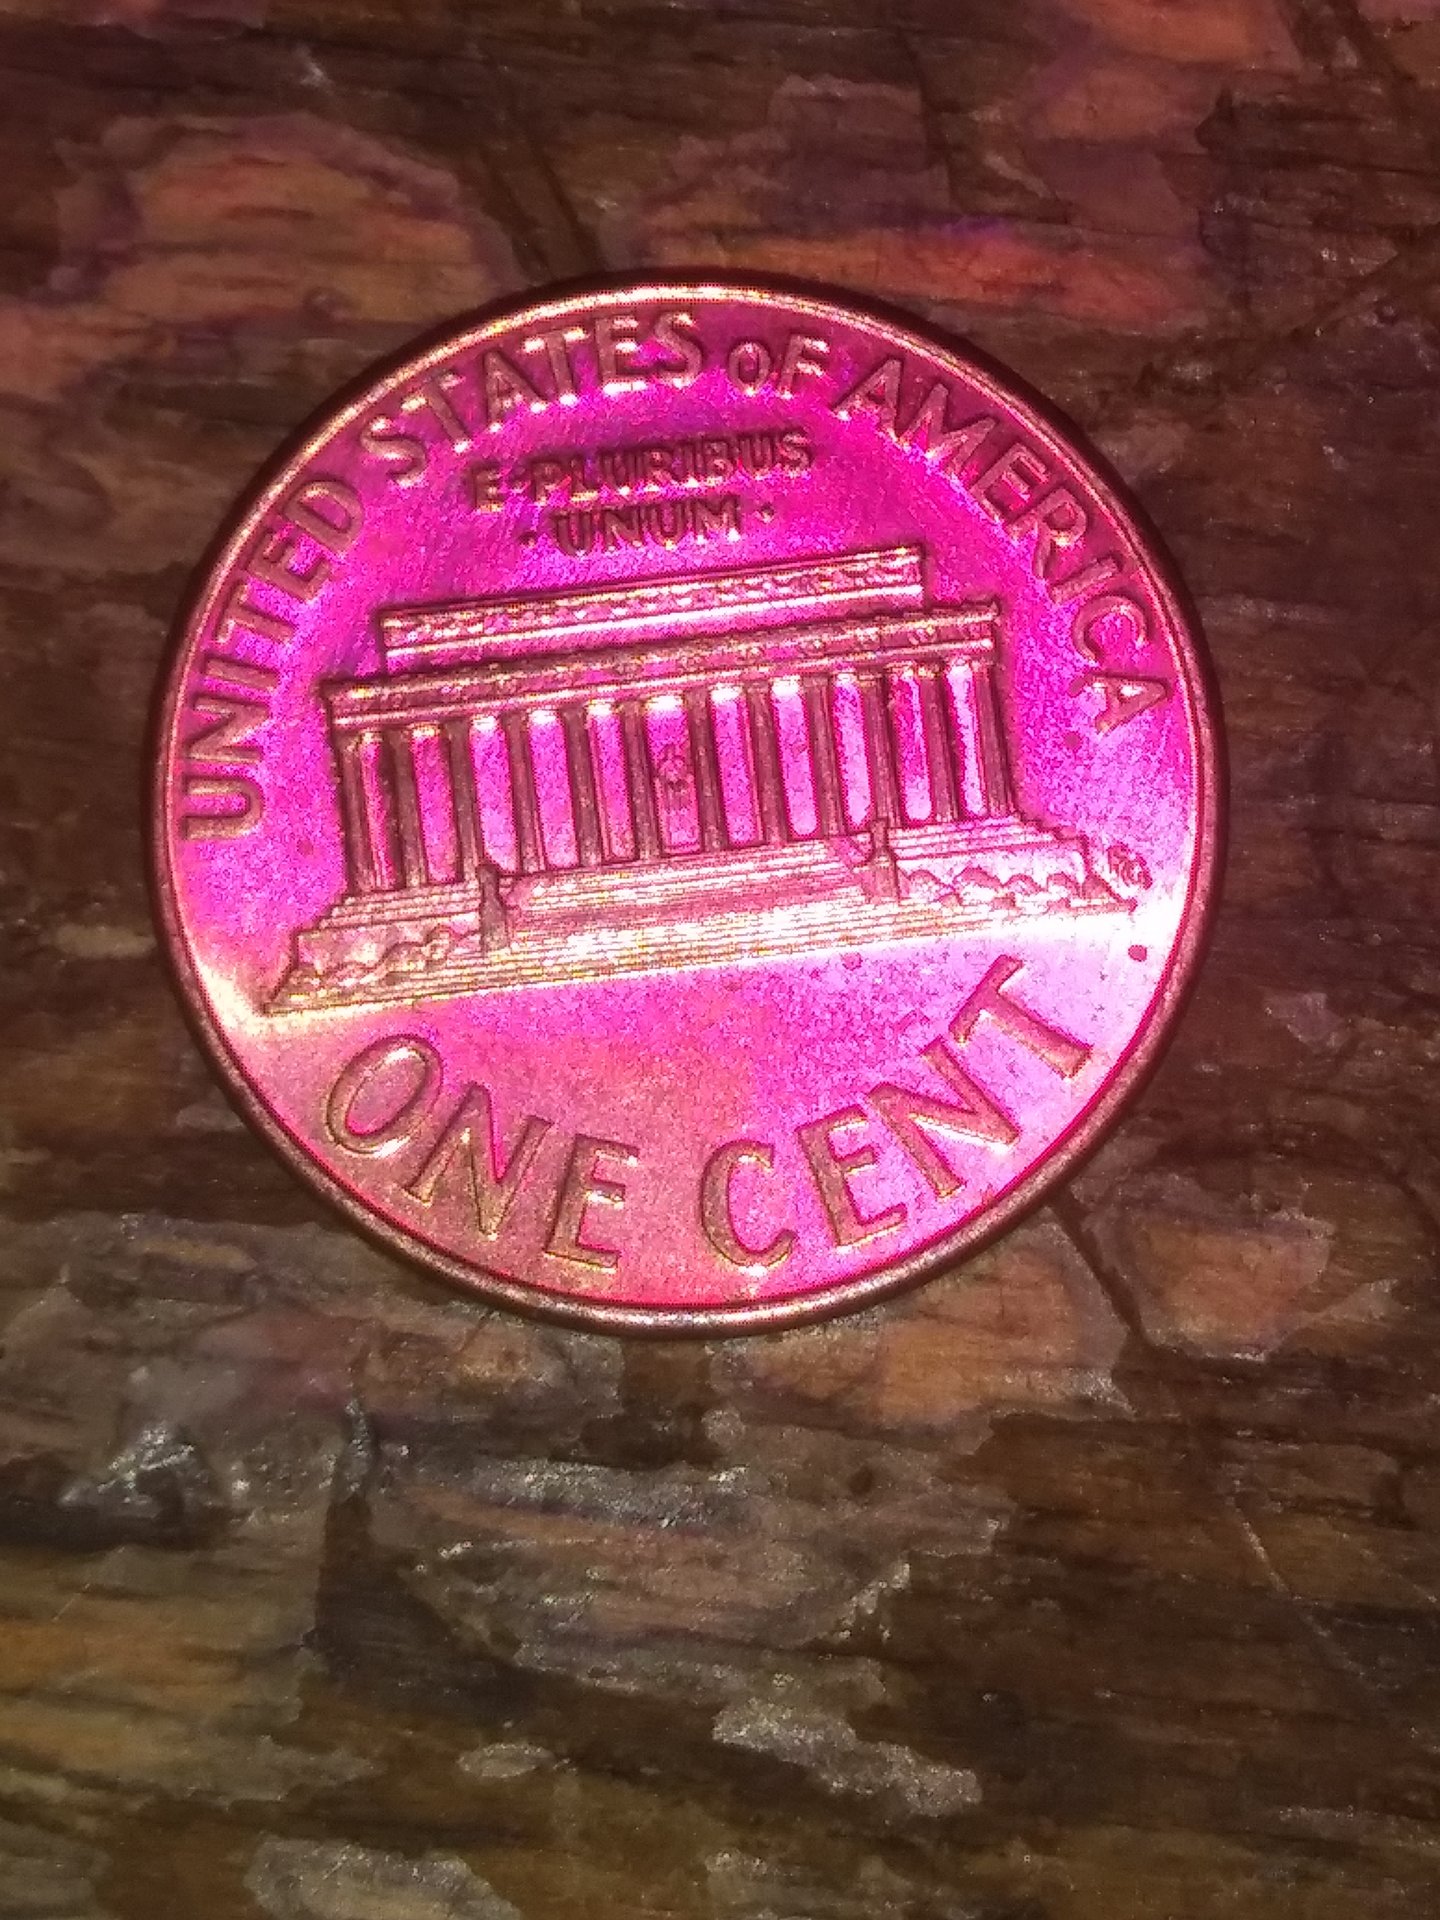 UNITED STATES oF AMERICA
E·PLURIBUS
·UNUM·
ONE CENT